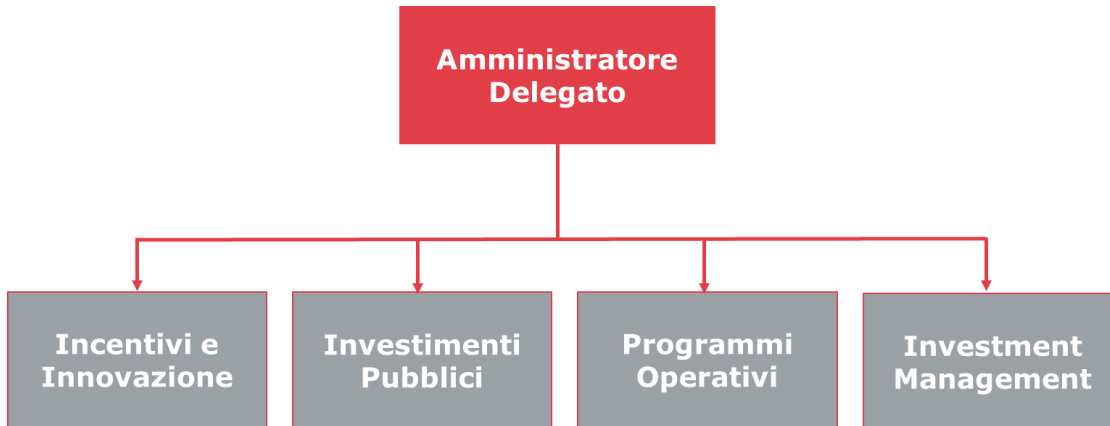 Amministratore
Delegato
Incentivi e
Innovazione
Investimenti
Pubblici
Programmi
Operativi
Investment
Management